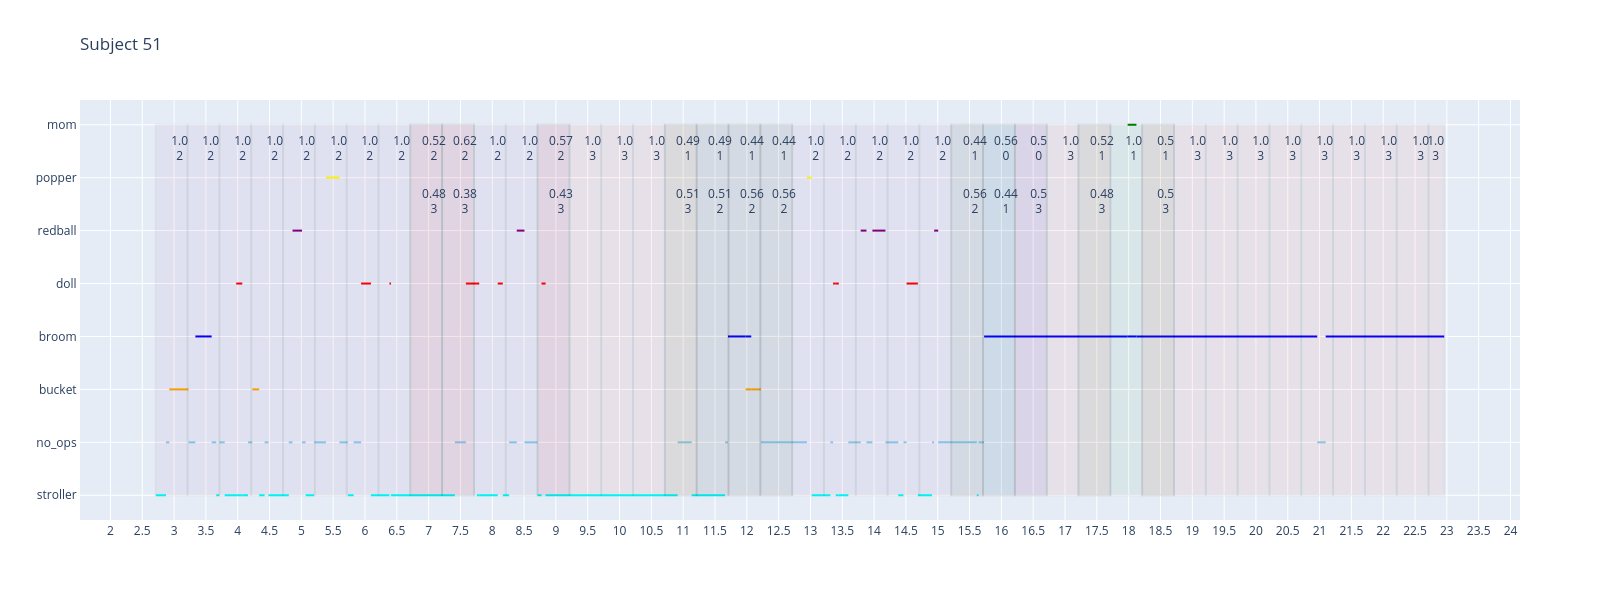 Subject 51
mom
1.0 1.0 1.0 1.0 1.0 1.0 1.0 1.0 0.52 0.62 1.0 1.0 0.57 1.0 1.0 1.0 0.49 0.49 0.44 0.44 1.0 1.0 1.0 1.0 1.0 0.44 0.56 0.5 1.0 0.52 1.0 0.5 1.0 1.0 1.0 1.0 1.0 1.0 1.0 1.0 1.0
2 2 2 2 2 2 2 2 2 2 2 2 2 3 3 3 1 1 1 1 2 2 2 2 2 1 0 0 3 1 1 1 3 3 3 3 3 3 3 3 3
popper
0.48 0.38 0.43 0.51 0.51 0.56 0.56 0.56 0.44 0.5 0.48 0.5
3 3 3 3 2 2 2 2 1 3 3 3
redball
doll
broom
bucket
no_ops
stroller
2 2.5 3 3.5 4 4.5 5 5.5 6 6.5 7 7.5 8 8.5 9 9.5 10 10.5 11 11.5 12 12.5 13 13.5 14 14.5 15 15.5 16 16.5 17 17.5 18 18.5 19 19.5 20 20.5 21 21.5 22 22.5 23 23.5 24